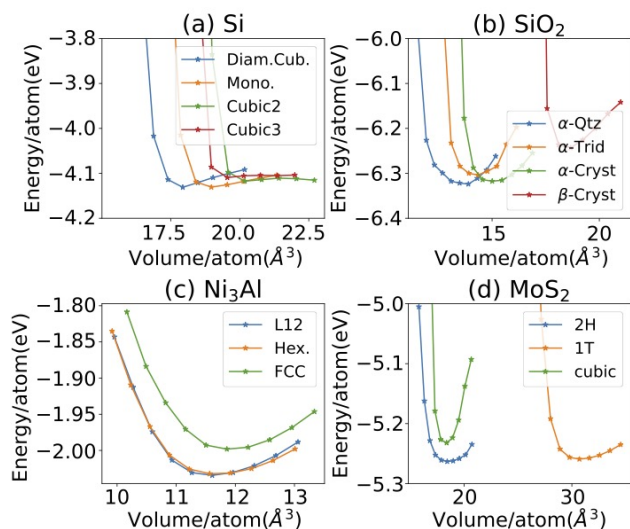 (a) Si
Energy/atom(eV)
−3.8
−3.9
−4.0
−4.1
−4.2
17.5
20.0
22.5
Volume/atom(Å³)
Diam.Cub.
Mono.
Cubic2
Cubic3
(b) SiO₂
Energy/atom(eV)
−6.0
−6.1
−6.2
−6.3
−6.4
15
20
Volume/atom(Å³)
α-Qtz
α-Trid
α-Cryst
β-Cryst
(c) Ni₃Al
Energy/atom(eV)
−1.80
−1.85
−1.90
−1.95
−2.00
10
11
12
13
Volume/atom(Å³)
L12
Hex.
FCC
(d) MoS₂
Energy/atom(eV)
−5.0
−5.1
−5.2
−5.3
20
30
Volume/atom(Å³)
2H
1T
cubic